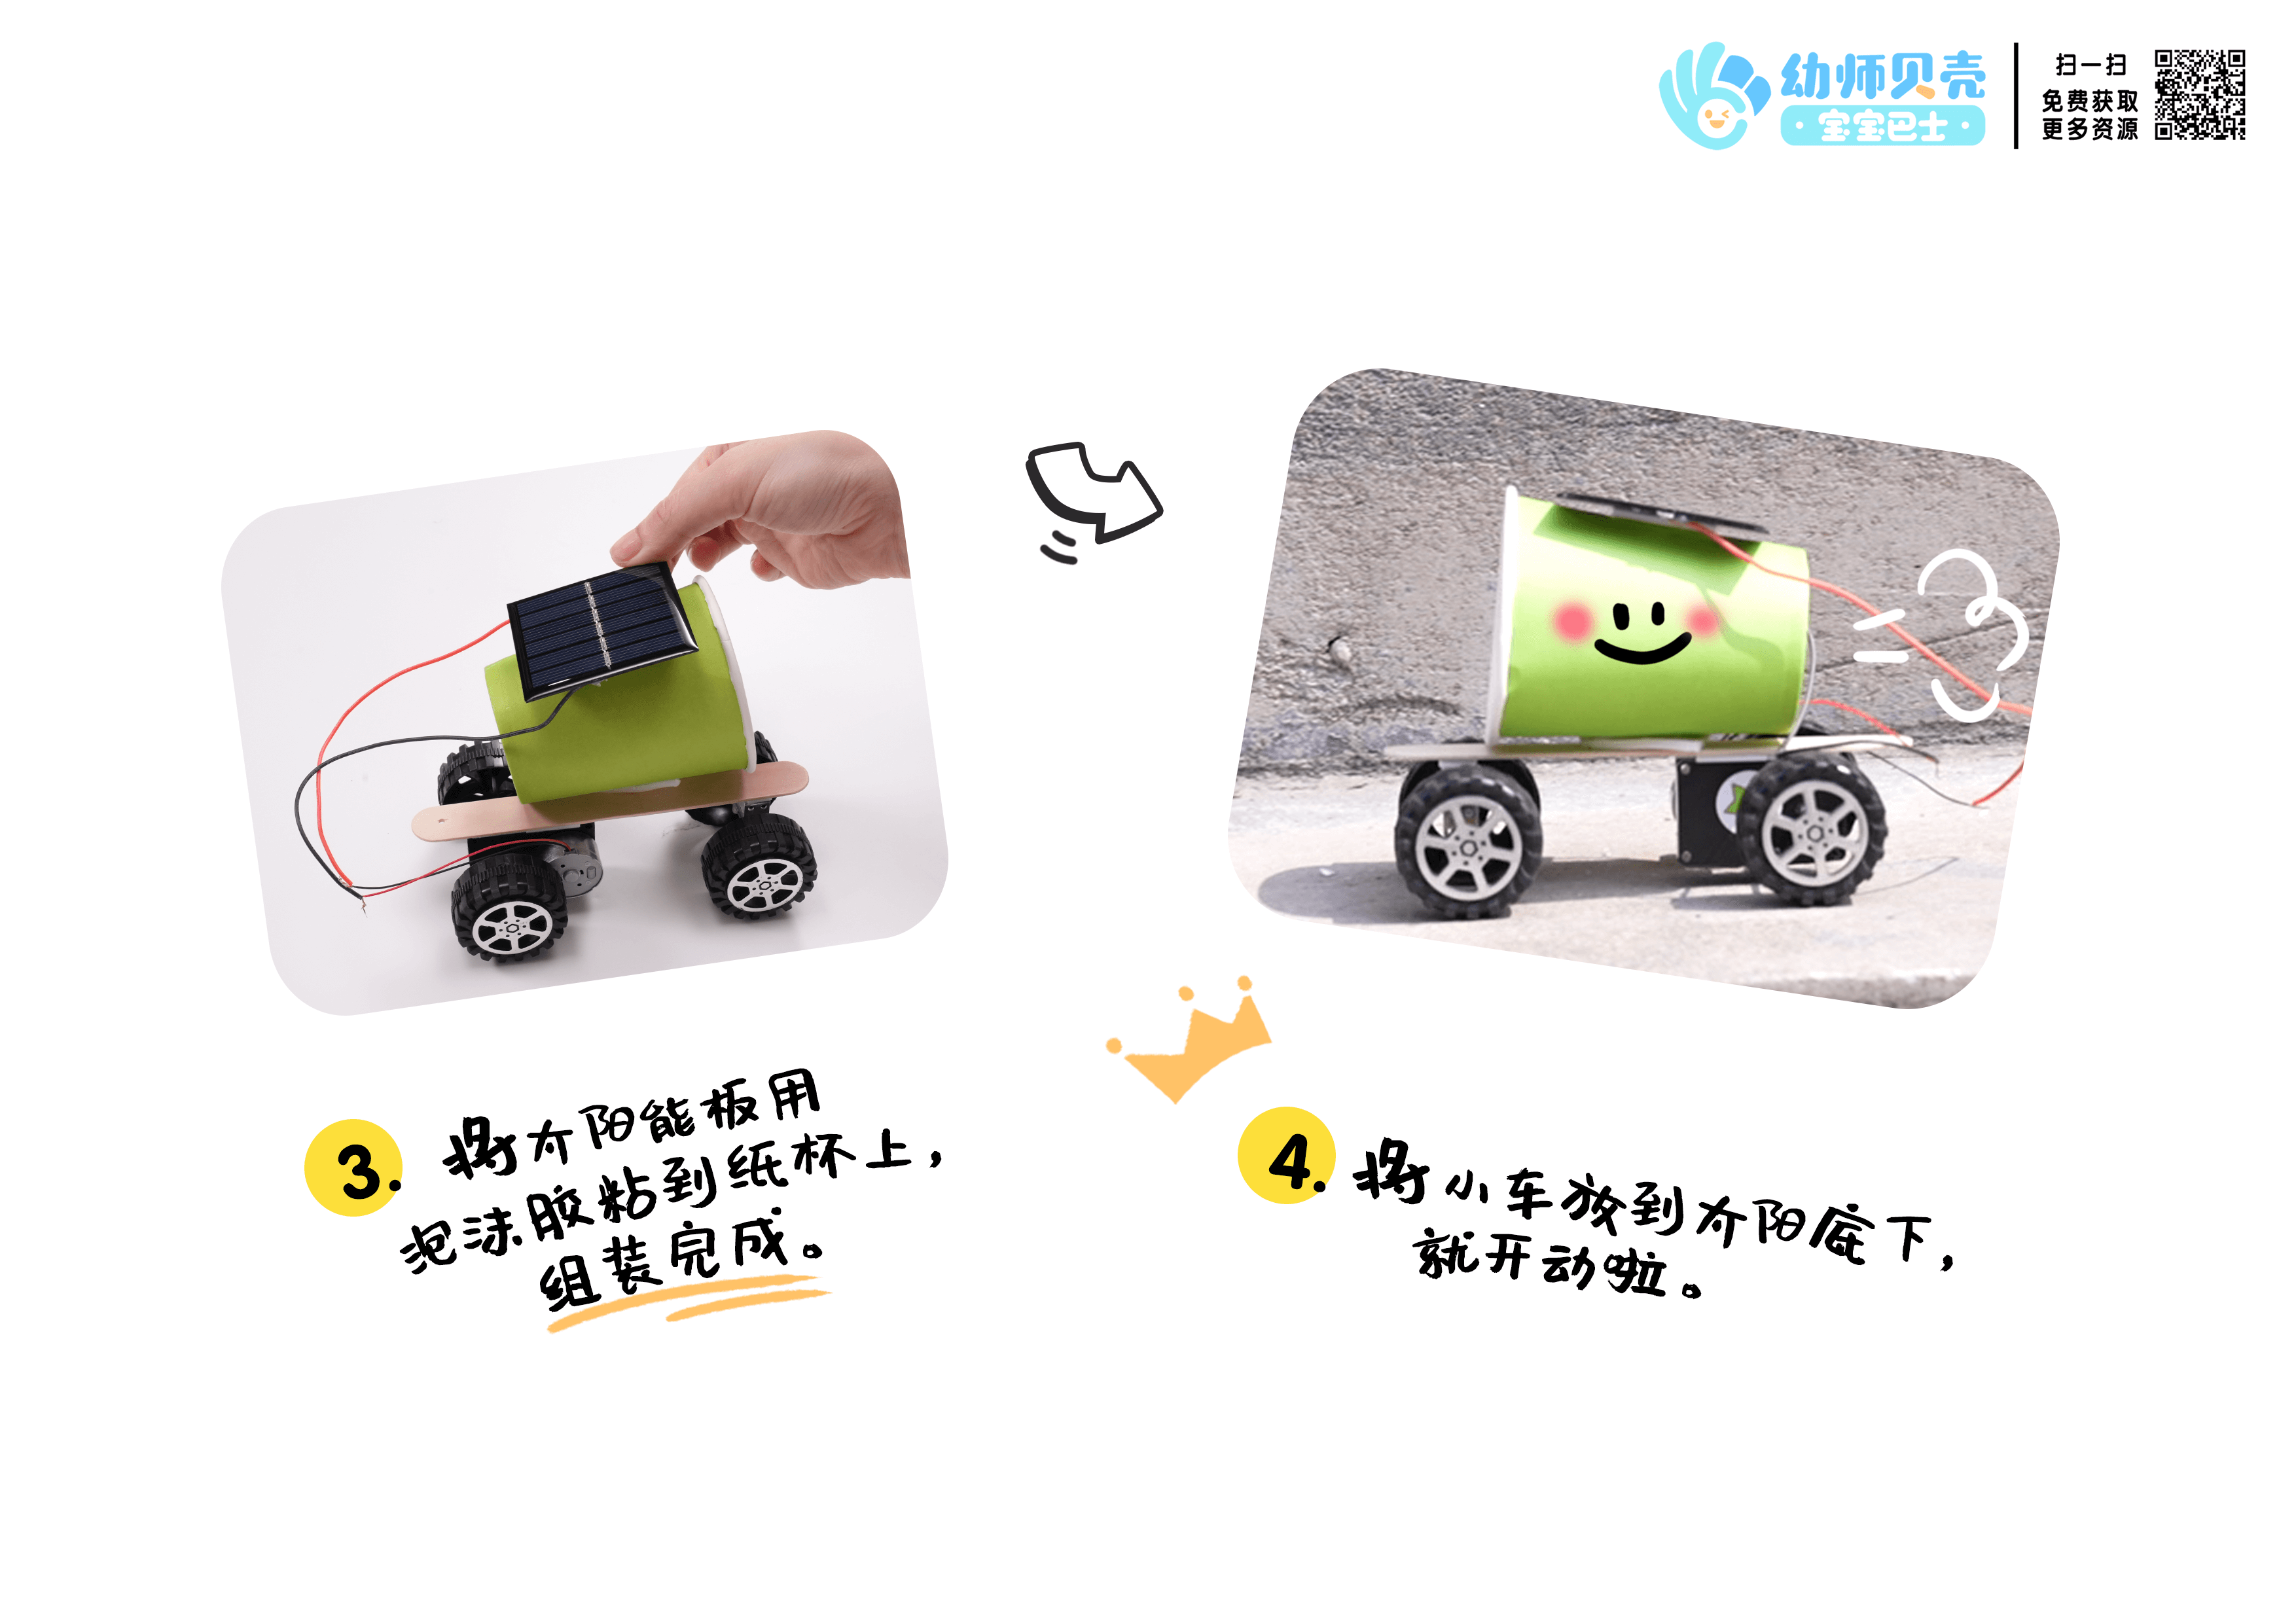 幼师贝壳
·宝宝巴士·
扫一扫
免费获取
更多资源
3. 将太阳能板用
泡沫胶粘到纸杯上，
组装完成。
4. 将小车放到太阳底下，
就开动啦。